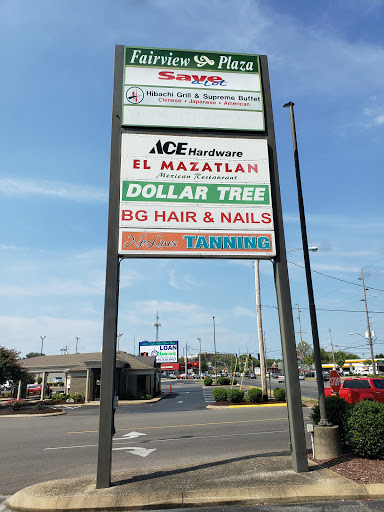 Fairview Plaza
Save a Lot
Hibachi Grill & Supreme Buffet
Chinese • Japanese • American
ACE Hardware
EL MAZATLAN
Mexican Restaurant
DOLLAR TREE
BG HAIR & NAILS
TANNING
LOAN